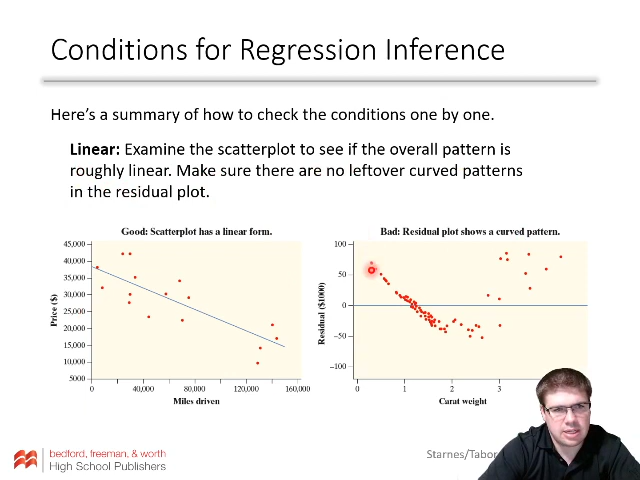 Conditions for Regression Inference
Here's a summary of how to check the conditions one by one.
Linear: Examine the scatterplot to see if the overall pattern is
roughly linear. Make sure there are no leftover curved patterns
in the residual plot.
Good: Scatterplot has a linear form.
45,000
40,000
35,000
30,000
25,000
20,000
15,000
10,000
5000
Price ($)
0
40,000
80,000
120,000
160,000
Miles driven
Bad: Residual plot shows a curved pattern.
100
50
0
−50
−100
Residual ($1000)
0
1
2
3
Carat weight
bedford, freeman, & worth
High School Publishers
Starnes/Tabor